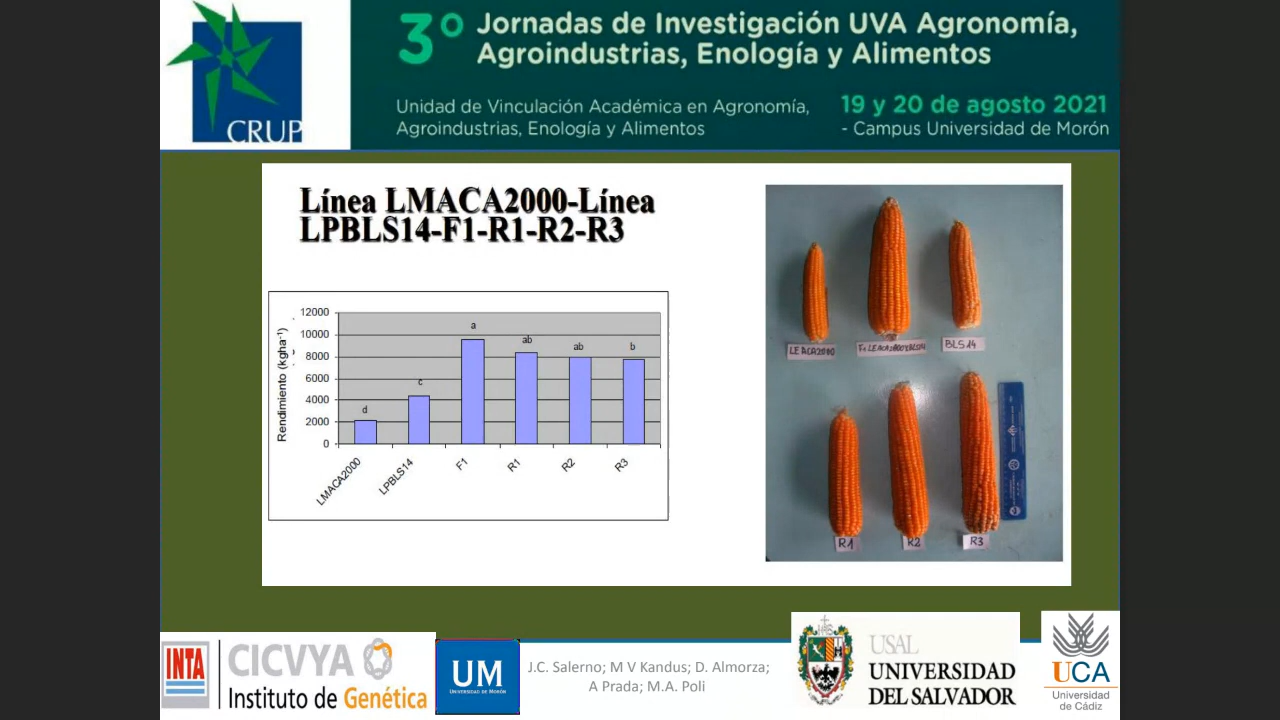 CRUP
3° Jornadas de Investigación UVA Agronomía,
Agroindustrias, Enología y Alimentos
Unidad de Vinculación Académica en Agronomía,
Agroindustrias, Enología y Alimentos
19 y 20 de agosto 2021
- Campus Universidad de Morón
Línea LMACA2000-Línea
LPBLS14-F1-R1-R2-R3
Rendimiento (kgha⁻¹)
12000
10000
8000
6000
4000
2000
0
d
c
a
ab
ab
b
LMACA2000
LPBLS14
F1
R1
R2
R3
BLS14
R1
R2
R3
INTA
CICVYA
Instituto de Genética
UM
UNIVERSIDAD DE MORÓN
J.C. Salerno; M V Kandus; D. Almorza;
A Prada; M.A. Poli
USAL
UNIVERSIDAD
DEL SALVADOR
UCA
Universidad
de Cádiz